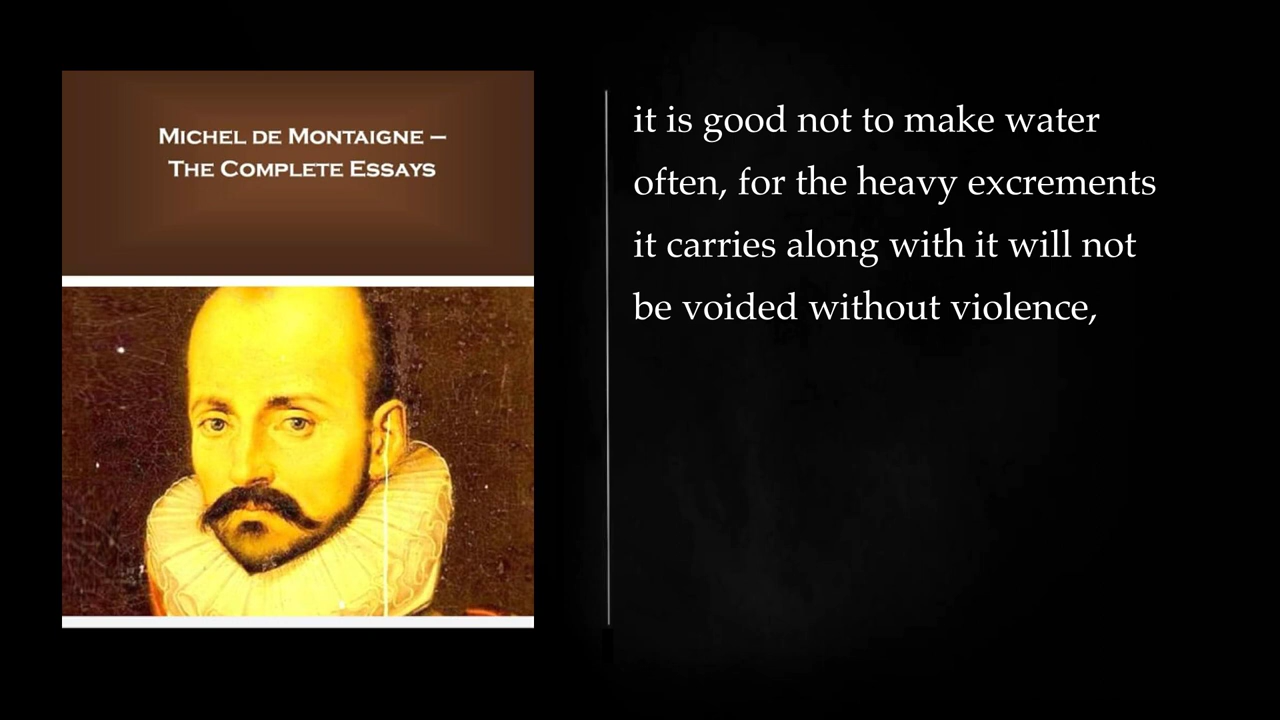 MICHEL DE MONTAIGNE –
THE COMPLETE ESSAYS
it is good not to make water
often, for the heavy excrements
it carries along with it will not
be voided without violence,